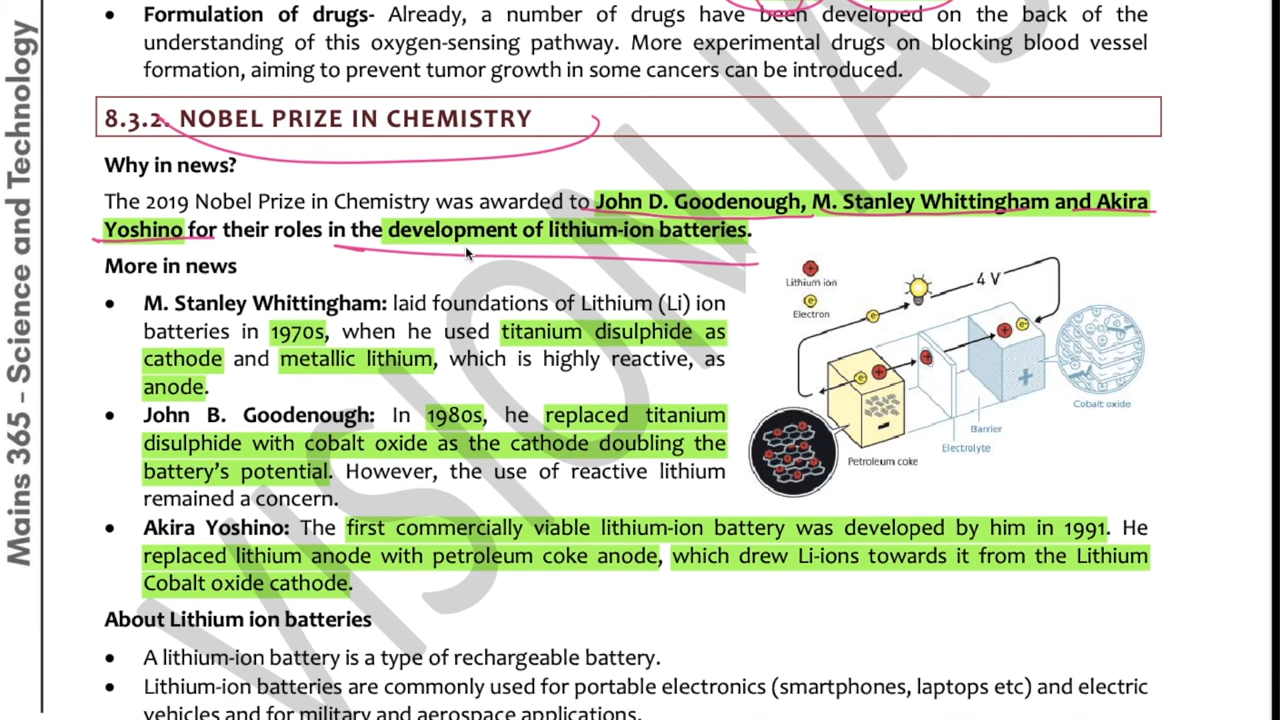 Mains 365 - Science and Technology
• Formulation of drugs- Already, a number of drugs have been developed on the back of the
understanding of this oxygen-sensing pathway. More experimental drugs on blocking blood vessel
formation, aiming to prevent tumor growth in some cancers can be introduced.
8.3.2. NOBEL PRIZE IN CHEMISTRY
Why in news?
The 2019 Nobel Prize in Chemistry was awarded to John D. Goodenough, M. Stanley Whittingham and Akira
Yoshino for their roles in the development of lithium-ion batteries.
More in news
• M. Stanley Whittingham: laid foundations of Lithium (Li) ion
batteries in 1970s, when he used titanium disulphide as
cathode and metallic lithium, which is highly reactive, as
anode.
• John B. Goodenough: In 1980s, he replaced titanium
disulphide with cobalt oxide as the cathode doubling the
battery's potential. However, the use of reactive lithium
remained a concern.
Lithium ion
e
Electron
4 V
e
e
e
+
-
Cobalt oxide
Barrier
Electrolyte
Petroleum coke
• Akira Yoshino: The first commercially viable lithium-ion battery was developed by him in 1991. He
replaced lithium anode with petroleum coke anode, which drew Li-ions towards it from the Lithium
Cobalt oxide cathode.
About Lithium ion batteries
• A lithium-ion battery is a type of rechargeable battery.
• Lithium-ion batteries are commonly used for portable electronics (smartphones, laptops etc) and electric
vehicles and for military and aerospace applications.
VISION IAS